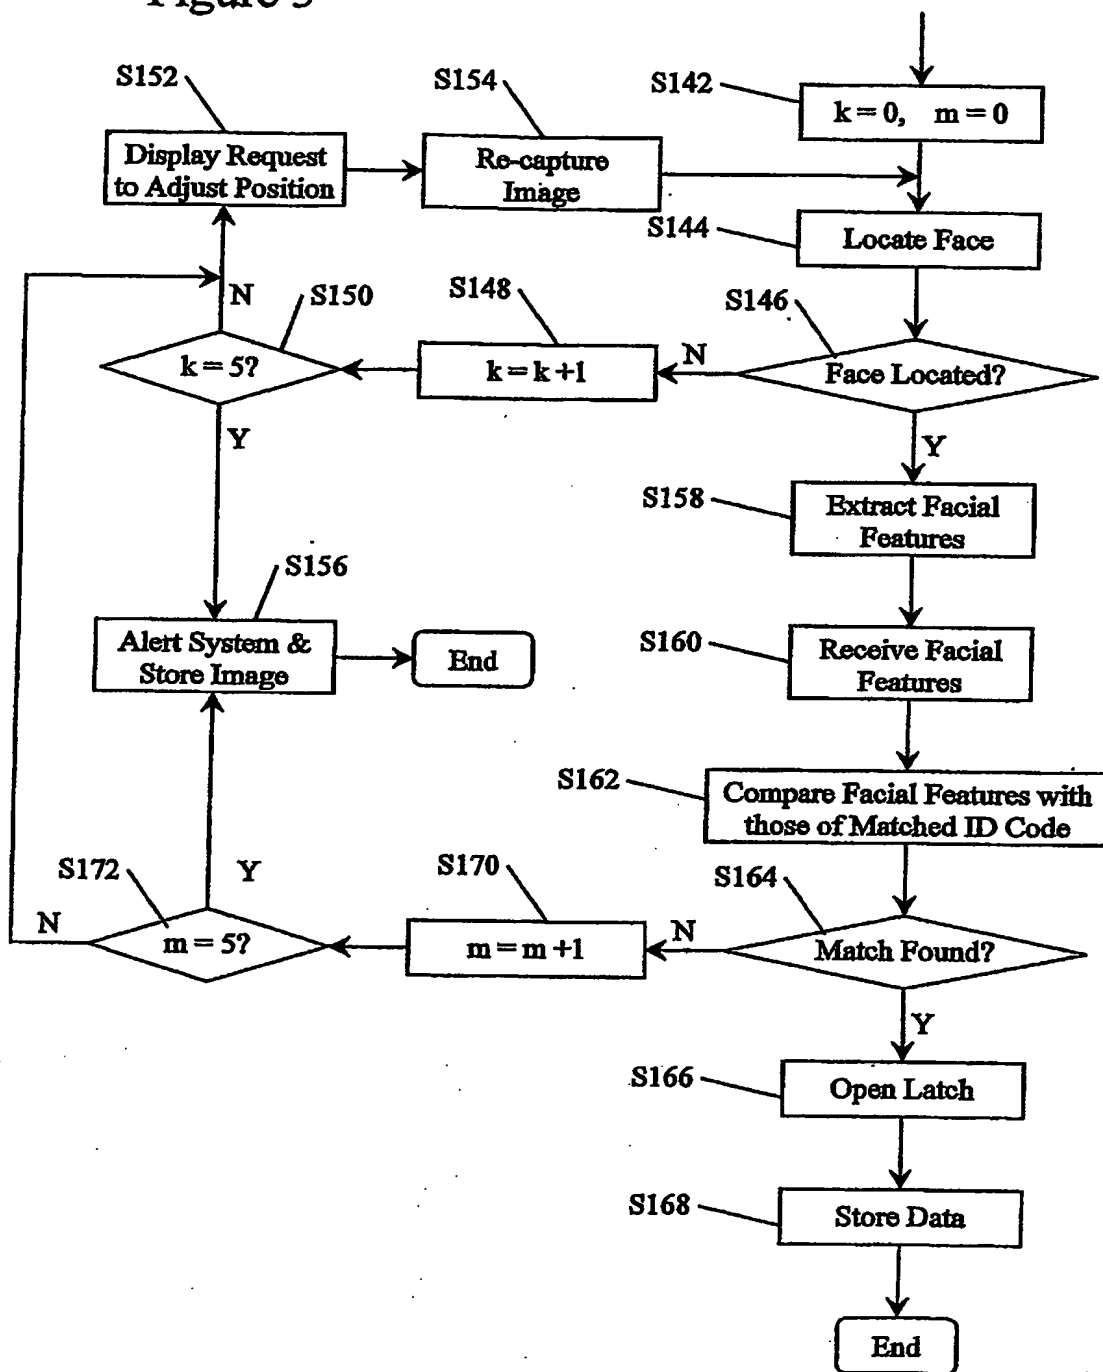 Figure 5
S152
S154
S142
k = 0, m = 0
Display Request
to Adjust Position
Re-capture
Image
S144
Locate Face
N
S150
S148
S146
k = 5?
k = k +1
N
Face Located?
Y
Y
S158
Extract Facial
Features
S156
Alert System &
Store Image
End
S160
Receive Facial
Features
S162
Compare Facial Features with
those of Matched ID Code
S172
Y
S170
S164
N
m = 5?
m = m +1
N
Match Found?
Y
S166
Open Latch
S168
Store Data
End